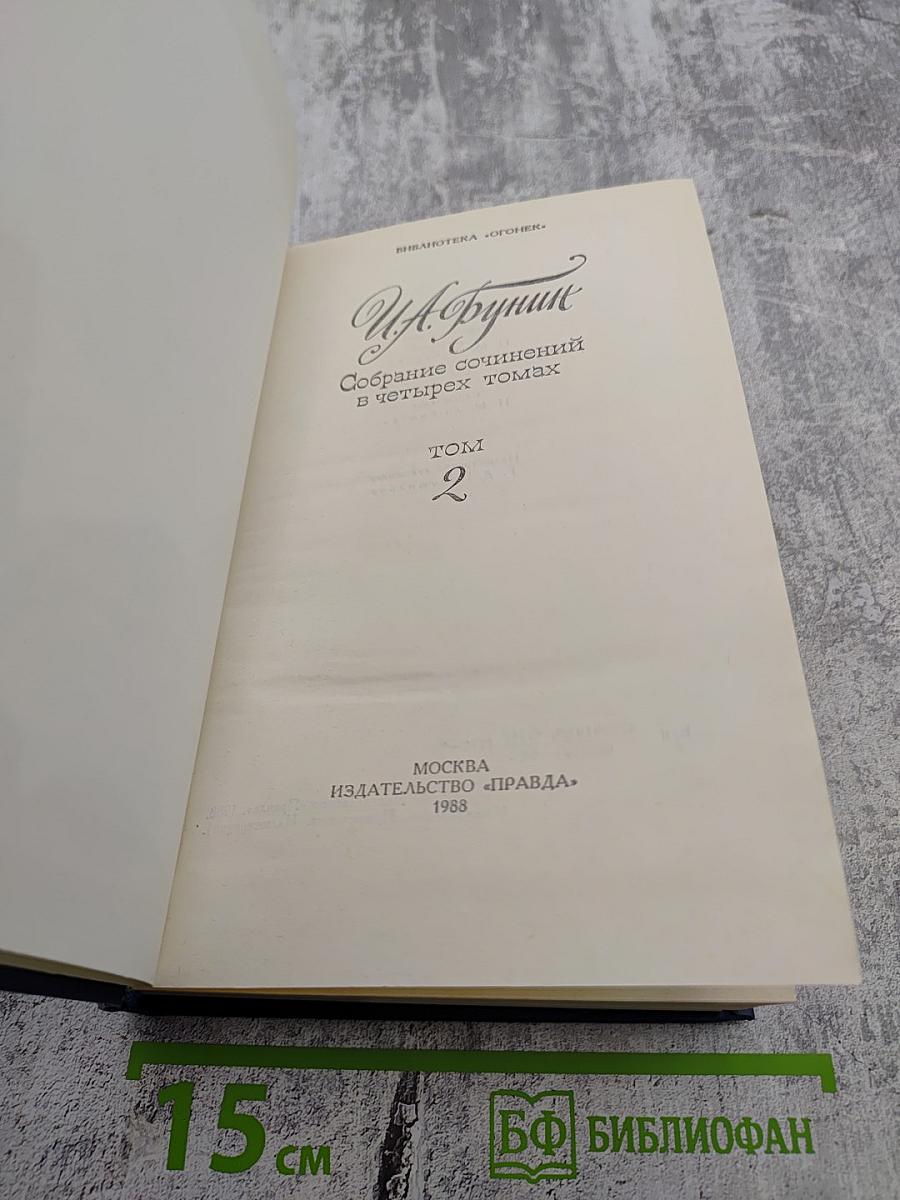 БИБЛИОТЕКА «ОГОНЕК»
И.А.Бунин
Собрание сочинений
в четырех томах
ТОМ
2
МОСКВА
ИЗДАТЕЛЬСТВО «ПРАВДА»
1988
15 см
БФ БИБЛИОФАН